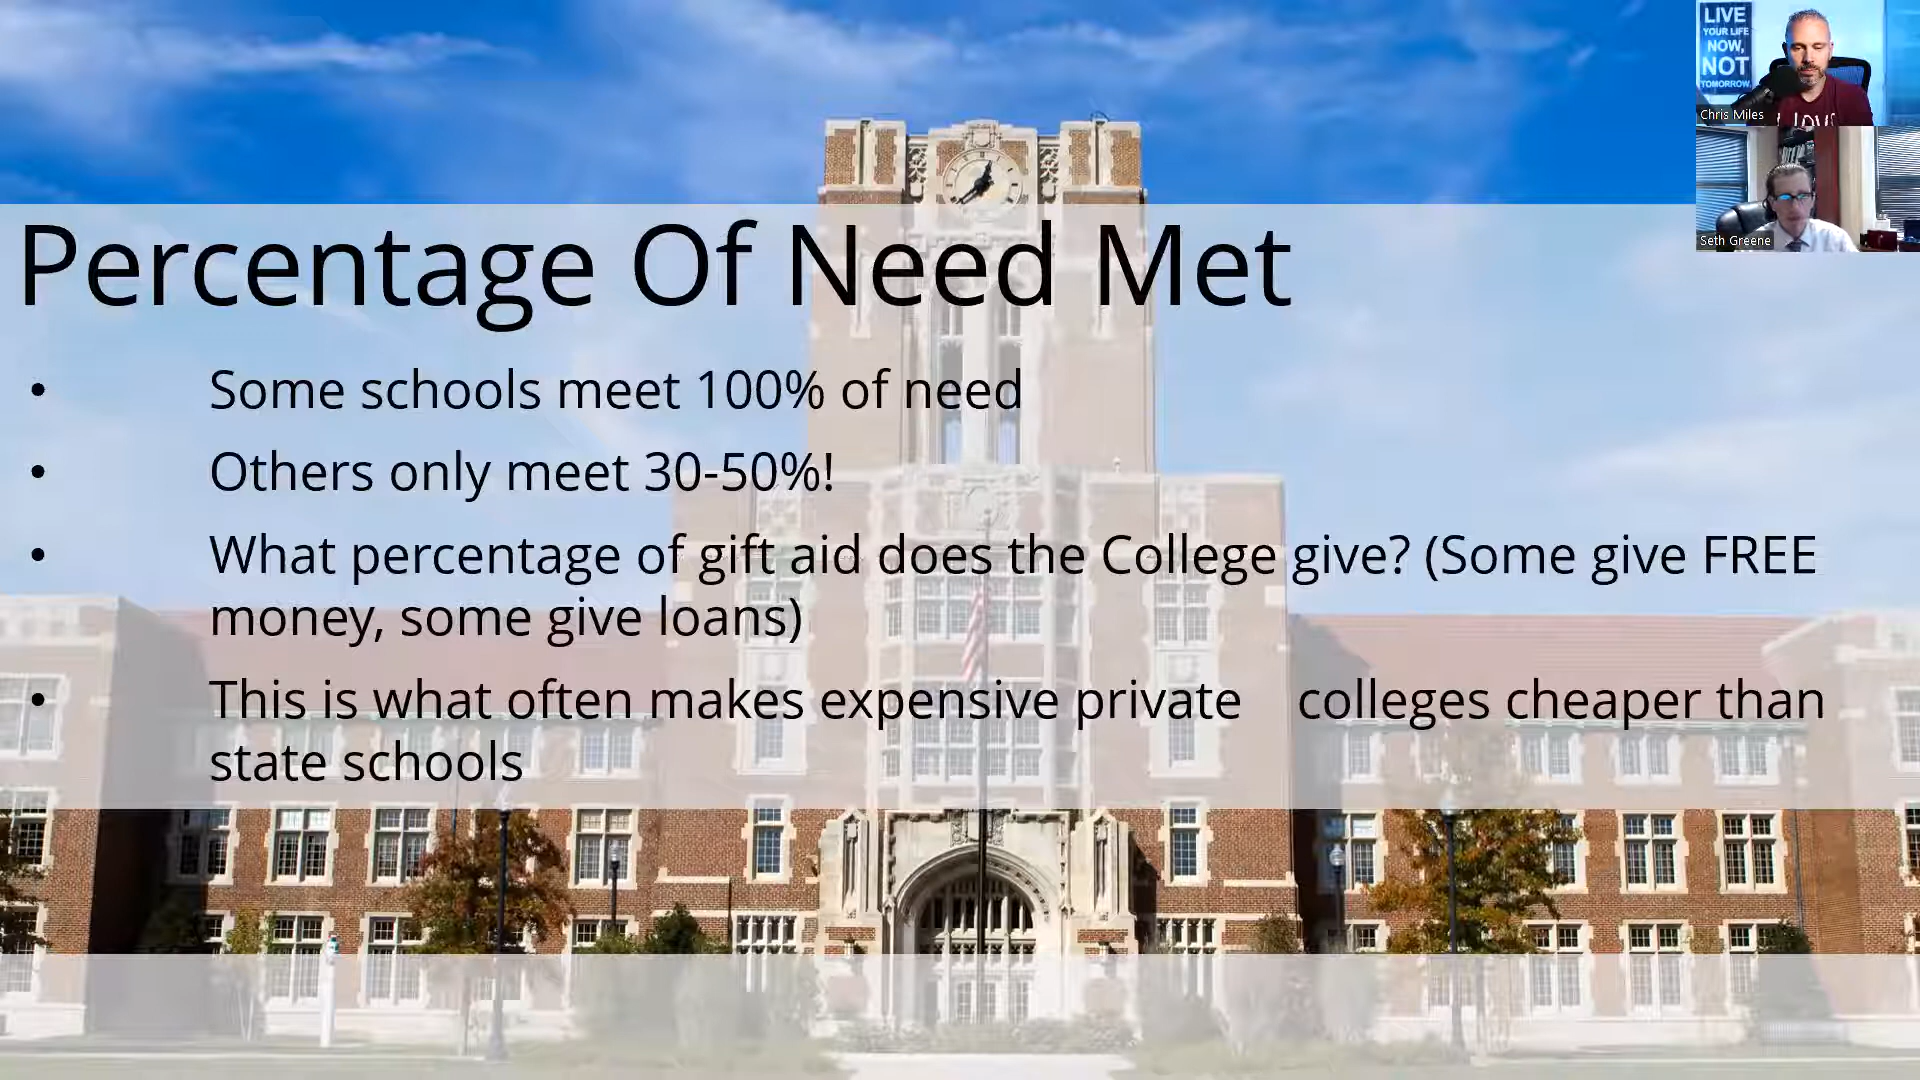 LIVE
YOUR LIFE
NOW,
NOT
TOMORROW.
Chris Miles
I LOVE
Seth Greene
Percentage Of Need Met
• Some schools meet 100% of need
• Others only meet 30-50%!
• What percentage of gift aid does the College give? (Some give FREE
money, some give loans)
• This is what often makes expensive private colleges cheaper than
state schools